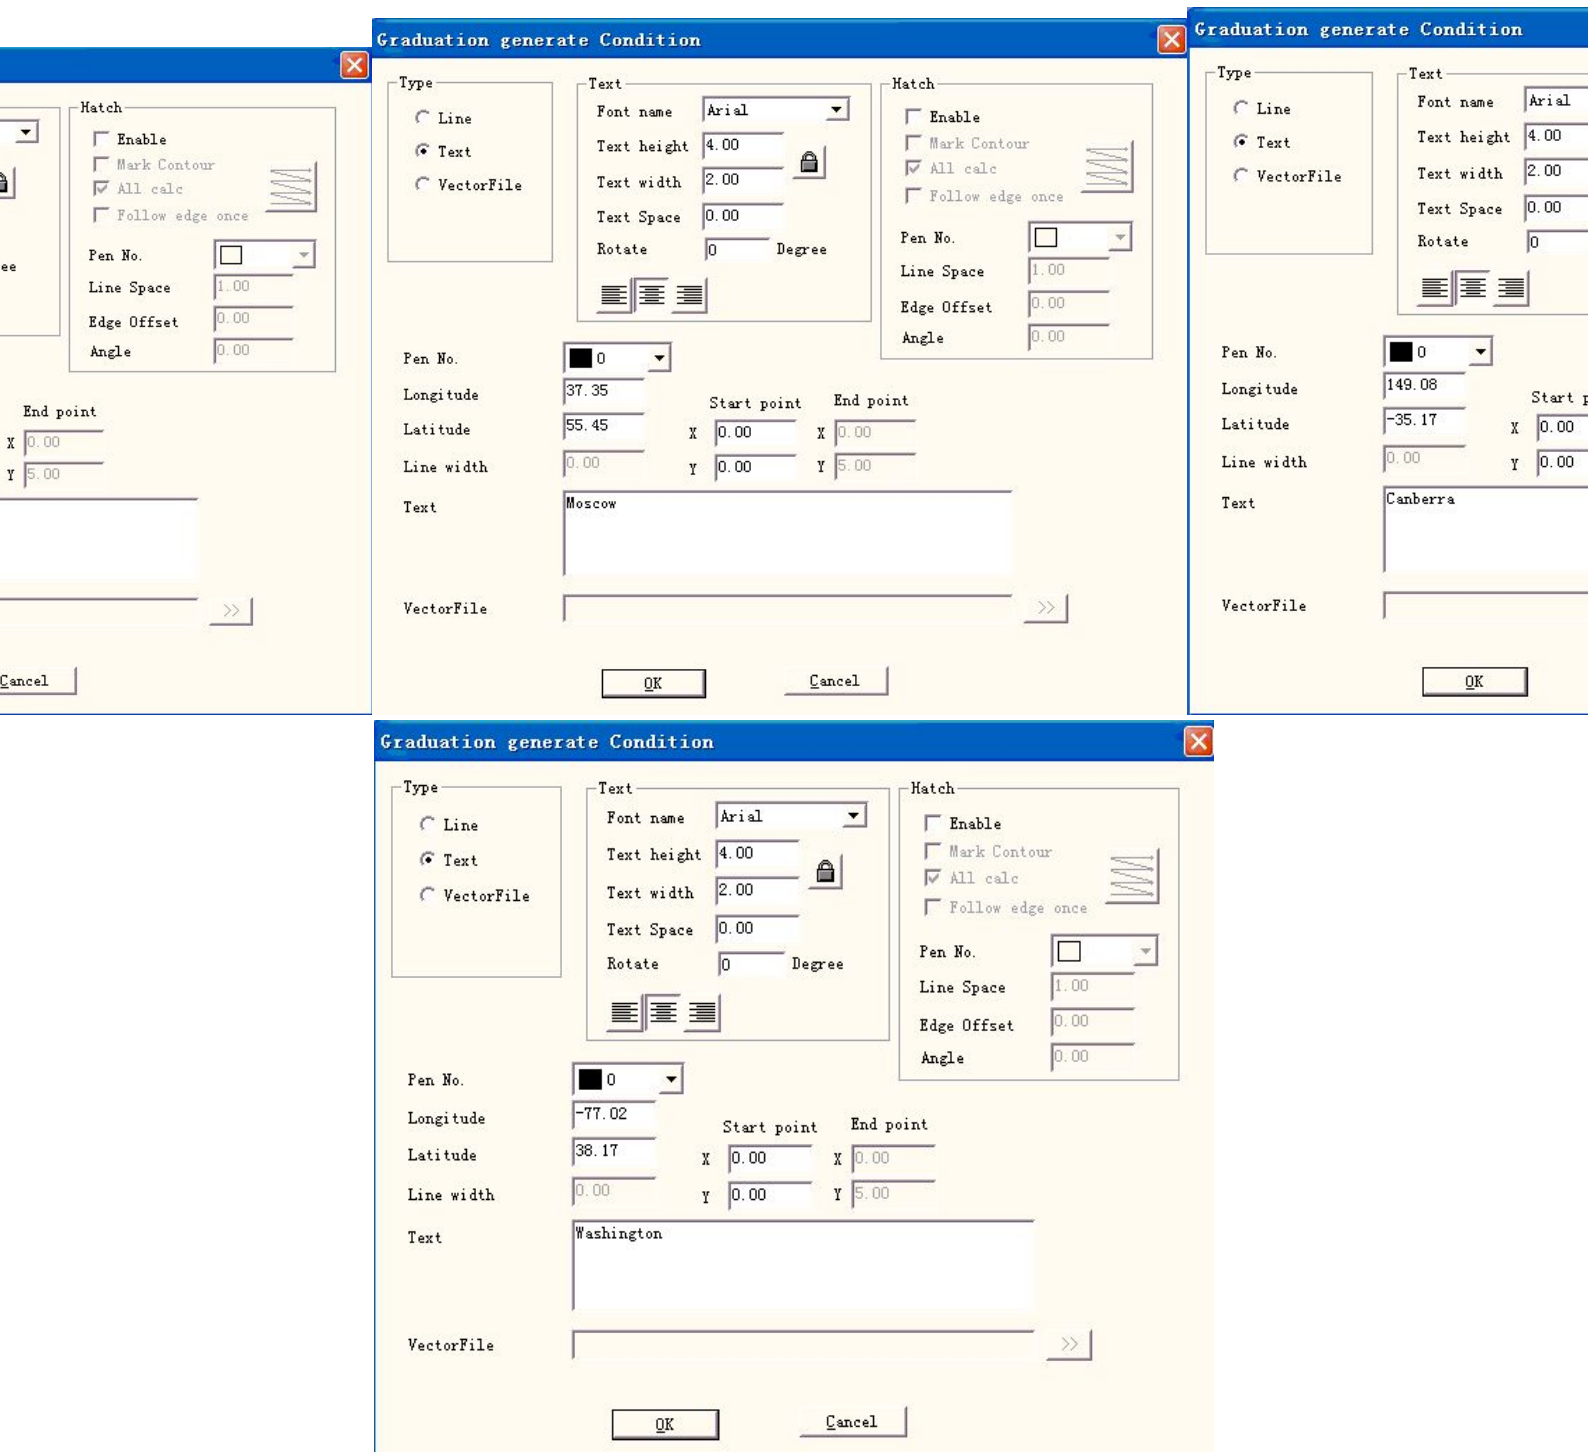 Hatch
Enable
Mark Contour
All calc
Follow edge once
Pen No.
Line Space 1.00
Edge Offset 0.00
Angle 0.00
End point
X 0.00
Y 5.00
>>
Cancel
Graduation generate Condition
Type
Line
Text
VectorFile
Text
Font name Arial
Text height 4.00
Text width 2.00
Text Space 0.00
Rotate 0 Degree
Hatch
Enable
Mark Contour
All calc
Follow edge once
Pen No.
Line Space 1.00
Edge Offset 0.00
Angle 0.00
Pen No. 0
Longitude 37.35
Latitude 55.45
Line width 0.00
Start point End point
X 0.00 X 0.00
Y 0.00 Y 5.00
Text Moscow
VectorFile >>
OK Cancel
Graduation generate Condition
Type
Line
Text
VectorFile
Text
Font name Arial
Text height 4.00
Text width 2.00
Text Space 0.00
Rotate 0
Pen No. 0
Longitude 149.08
Latitude -35.17
Line width 0.00
Start
X 0.00
Y 0.00
Text Canberra
VectorFile
OK
Graduation generate Condition
Type
Line
Text
VectorFile
Text
Font name Arial
Text height 4.00
Text width 2.00
Text Space 0.00
Rotate 0 Degree
Hatch
Enable
Mark Contour
All calc
Follow edge once
Pen No.
Line Space 1.00
Edge Offset 0.00
Angle 0.00
Pen No. 0
Longitude -77.02
Latitude 38.17
Line width 0.00
Start point End point
X 0.00 X 0.00
Y 0.00 Y 5.00
Text Washington
VectorFile >>
OK Cancel